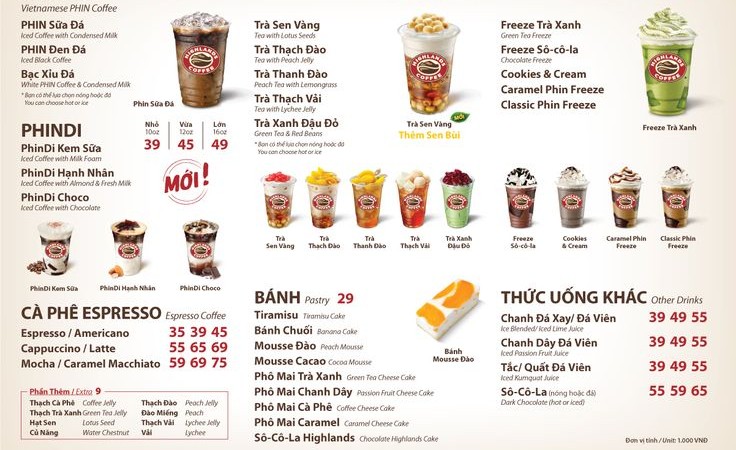 Vietnamese PHIN Coffee
PHIN Sữa Đá
Iced Coffee with Condensed Milk
PHIN Đen Đá
Iced Black Coffee
Bạc Xỉu Đá
White PHIN Coffee & Condensed Milk
* Bạn có thể lựa chọn nóng hoặc đá
You can choose hot or ice
Phin Sữa Đá
HIGHLANDS COFFEE
PHINDI
Nhỏ Vừa Lớn
10oz 12oz 16oz
39 45 49
PhinDi Kem Sữa
Iced Coffee with Milk Foam
PhinDi Hạnh Nhân
Iced Coffee with Almond & Fresh Milk
PhinDi Choco
Iced Coffee with Chocolate
MỚI!
PhinDi Kem Sữa PhinDi Hạnh Nhân PhinDi Choco
CÀ PHÊ ESPRESSO Espresso Coffee
Espresso / Americano 35 39 45
Cappuccino / Latte 55 65 69
Mocha / Caramel Macchiato 59 69 75
Phần Thêm / Extra 9
Thạch Cà Phê Coffee Jelly Thạch Đào Peach Jelly
Thạch Trà Xanh Green Tea Jelly Đào Miếng Peach
Hạt Sen Lotus Seed Thạch Vải Lychee Jelly
Củ Năng Water Chestnut Vải Lychee
Trà Sen Vàng
Tea with Lotus Seeds
Trà Thạch Đào
Tea with Peach Jelly
Trà Thanh Đào
Peach Tea with Lemongrass
Trà Thạch Vải
Tea with Lychee Jelly
Trà Xanh Đậu Đỏ
Green Tea & Red Beans
* Bạn có thể lựa chọn nóng hoặc đá
You can choose hot or ice
HIGHLANDS COFFEE
MỚI
Trà Sen Vàng
Thêm Sen Bùi
Trà Sen Vàng
Trà Thạch Đào
Trà Thanh Đào
Trà Thạch Vải
Trà Xanh Đậu Đỏ
BÁNH Pastry 29
Tiramisu Tiramisu Cake
Bánh Chuối Banana Cake
Mousse Đào Peach Mousse
Mousse Cacao Cocoa Mousse
Phô Mai Trà Xanh Green Tea Cheese Cake
Phô Mai Chanh Dây Passion Fruit Cheese Cake
Phô Mai Cà Phê Coffee Cheese Cake
Phô Mai Caramel Caramel Cheese Cake
Sô-Cô-La Highlands Chocolate Highlands Cake
Bánh
Mousse Đào
Freeze Trà Xanh
Green Tea Freeze
Freeze Sô-cô-la
Chocolate Freeze
Cookies & Cream
Caramel Phin Freeze
Classic Phin Freeze
HIGHLANDS COFFEE
Freeze Trà Xanh
Freeze Sô-cô-la
Cookies & Cream
Caramel Phin Freeze
Classic Phin Freeze
THỨC UỐNG KHÁC Other Drinks
Chanh Đá Xay/ Đá Viên 39 49 55
Ice Blended/ Iced Lime Juice
Chanh Dây Đá Viên 39 49 55
Iced Passion Fruit Juice
Tắc/ Quất Đá Viên 39 49 55
Iced Kumquat Juice
Sô-Cô-La (nóng hoặc đá) 55 59 65
Dark Chocolate (hot or iced)
Đơn vị tính / Unit: 1.000 VNĐ